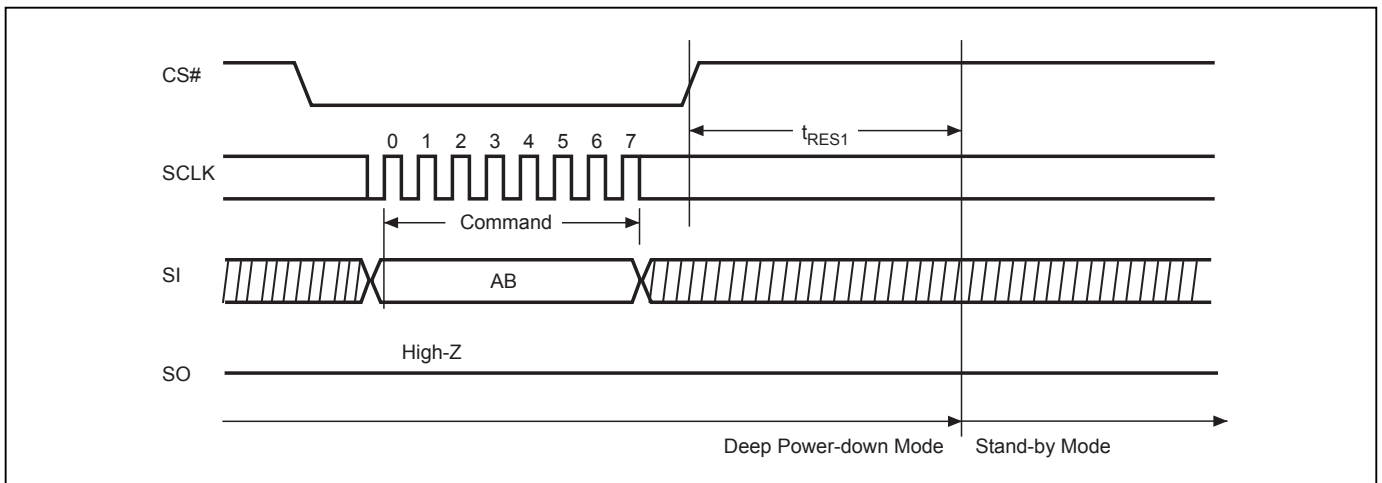 CS#
t_RES1
0 1 2 3 4 5 6 7
SCLK
Command
SI
AB
High-Z
SO
Deep Power-down Mode
Stand-by Mode